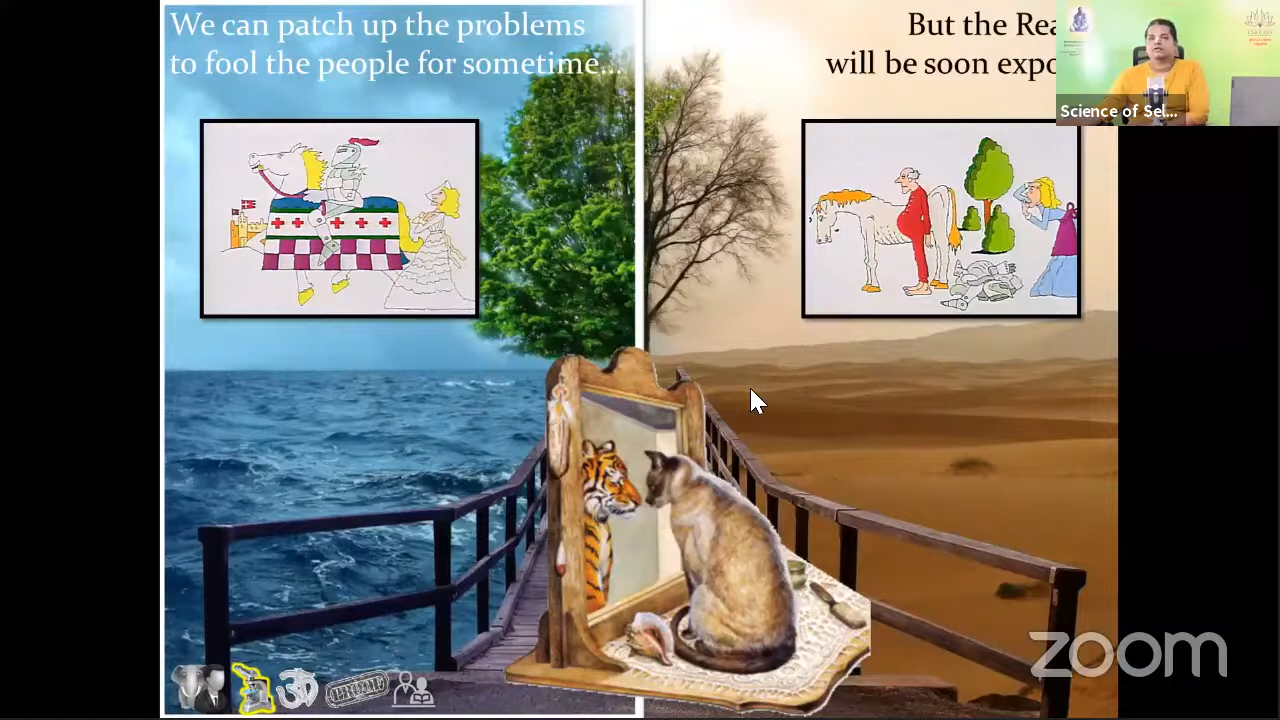 We can patch up the problems
to fool the people for sometime...
But the Rea
will be soon expo
Science of Sel...
PROOF
zoom